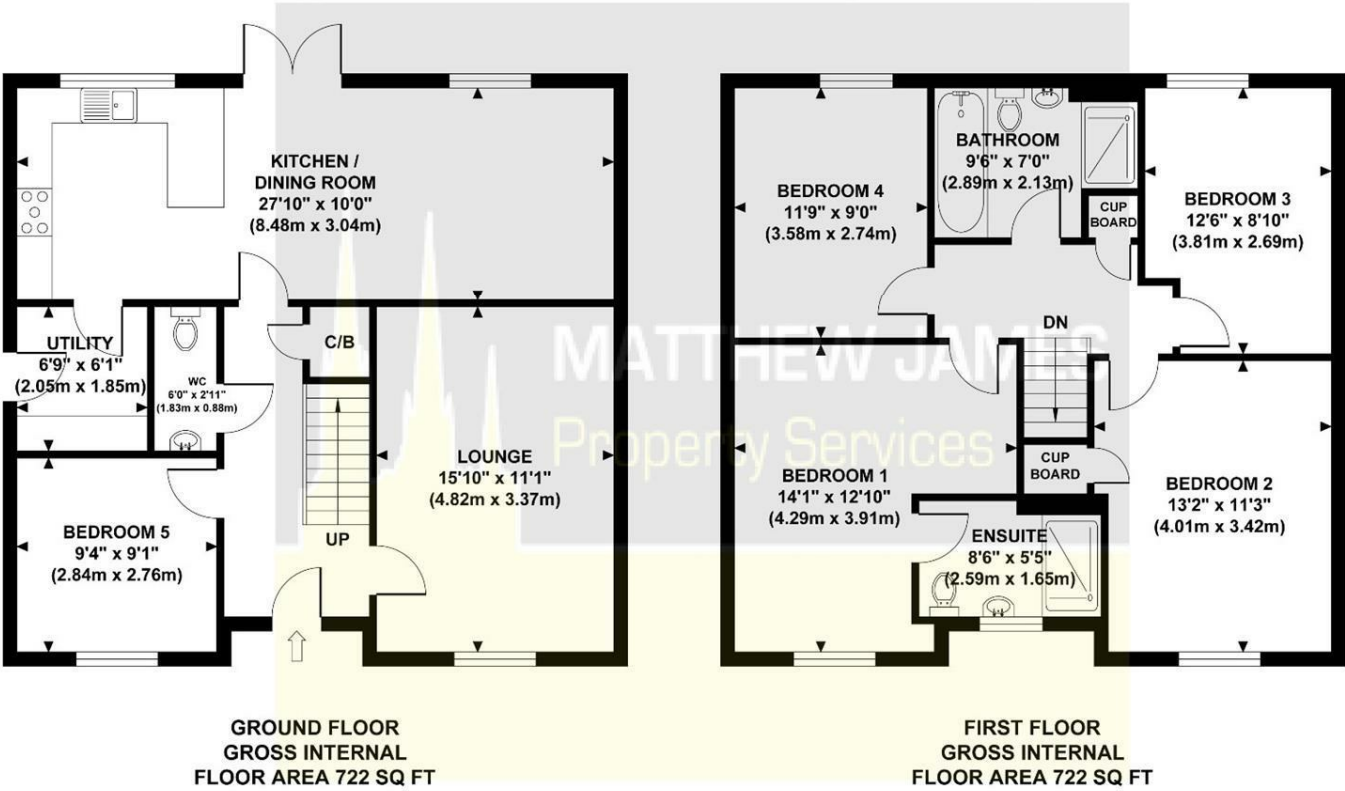 KITCHEN /
DINING ROOM
27'10" x 10'0"
(8.48m x 3.04m)
UTILITY
6'9" x 6'1"
(2.05m x 1.85m)
WC
6'0" x 2'11"
(1.83m x 0.88m)
C/B
UP
LOUNGE
15'10" x 11'1"
(4.82m x 3.37m)
BEDROOM 5
9'4" x 9'1"
(2.84m x 2.76m)
GROUND FLOOR
GROSS INTERNAL
FLOOR AREA 722 SQ FT
BEDROOM 4
11'9" x 9'0"
(3.58m x 2.74m)
BATHROOM
9'6" x 7'0"
(2.89m x 2.13m)
CUP
BOARD
BEDROOM 3
12'6" x 8'10"
(3.81m x 2.69m)
DN
BEDROOM 1
14'1" x 12'10"
(4.29m x 3.91m)
CUP
BOARD
BEDROOM 2
13'2" x 11'3"
(4.01m x 3.42m)
ENSUITE
8'6" x 5'5"
(2.59m x 1.65m)
FIRST FLOOR
GROSS INTERNAL
FLOOR AREA 722 SQ FT
MATTHEW JAMES
Property Services